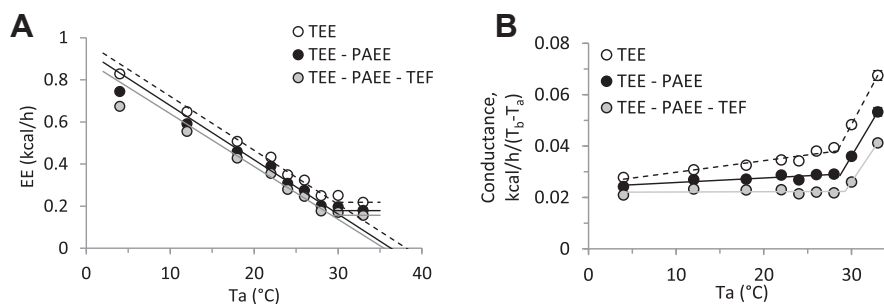 A
EE (kcal/h)
1
0.8
0.6
0.4
0.2
0
0
10
20
30
40
Ta (°C)
TEE
TEE - PAEE
TEE - PAEE - TEF
B
Conductance,
kcal/h/(Tb-Ta)
0.08
0.06
0.04
0.02
0
0
10
20
30
Ta (°C)
TEE
TEE - PAEE
TEE - PAEE - TEF